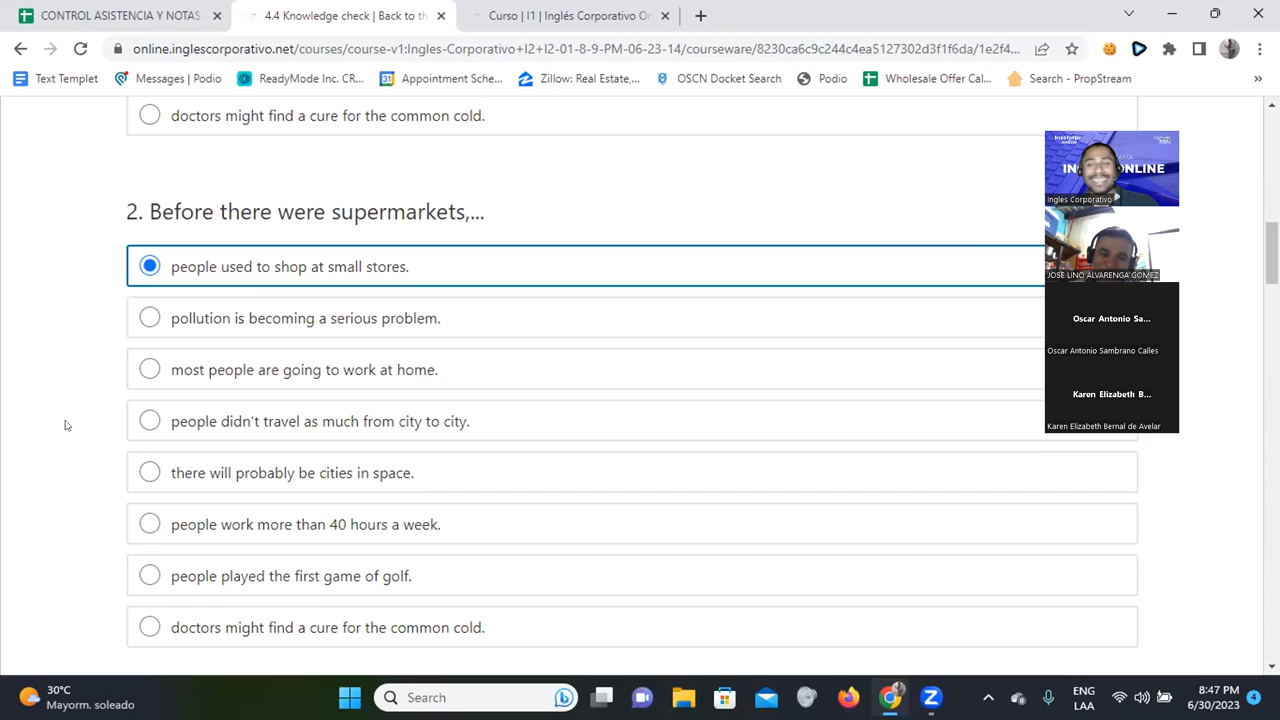 CONTROL ASISTENCIA Y NOTAS
4.4 Knowledge check | Back to th
Curso | I1 | Inglés Corporativo On
online.inglescorporativo.net/courses/course-v1:Ingles-Corporativo+I2+I2-01-8-9-PM-06-23-14/courseware/8230ca6c9c244c4ea5127302d3f1f6da/1e2f4...
Text Templet
Messages | Podio
ReadyMode Inc. CR...
Appointment Sche...
Zillow: Real Estate,...
OSCN Docket Search
Podio
Wholesale Offer Cal...
Search - PropStream
doctors might find a cure for the common cold.
2. Before there were supermarkets,...
people used to shop at small stores.
pollution is becoming a serious problem.
most people are going to work at home.
people didn't travel as much from city to city.
there will probably be cities in space.
people work more than 40 hours a week.
people played the first game of golf.
doctors might find a cure for the common cold.
Ingles Corporativo
JOSE LINO ALVARENGA GOMEZ
Oscar Antonio Sa...
Oscar Antonio Sambrano Calles
Karen Elizabeth B...
Karen Elizabeth Bernal de Avelar
30°C
Mayorm. soleado
Search
ENG
LAA
8:47 PM
6/30/2023
4